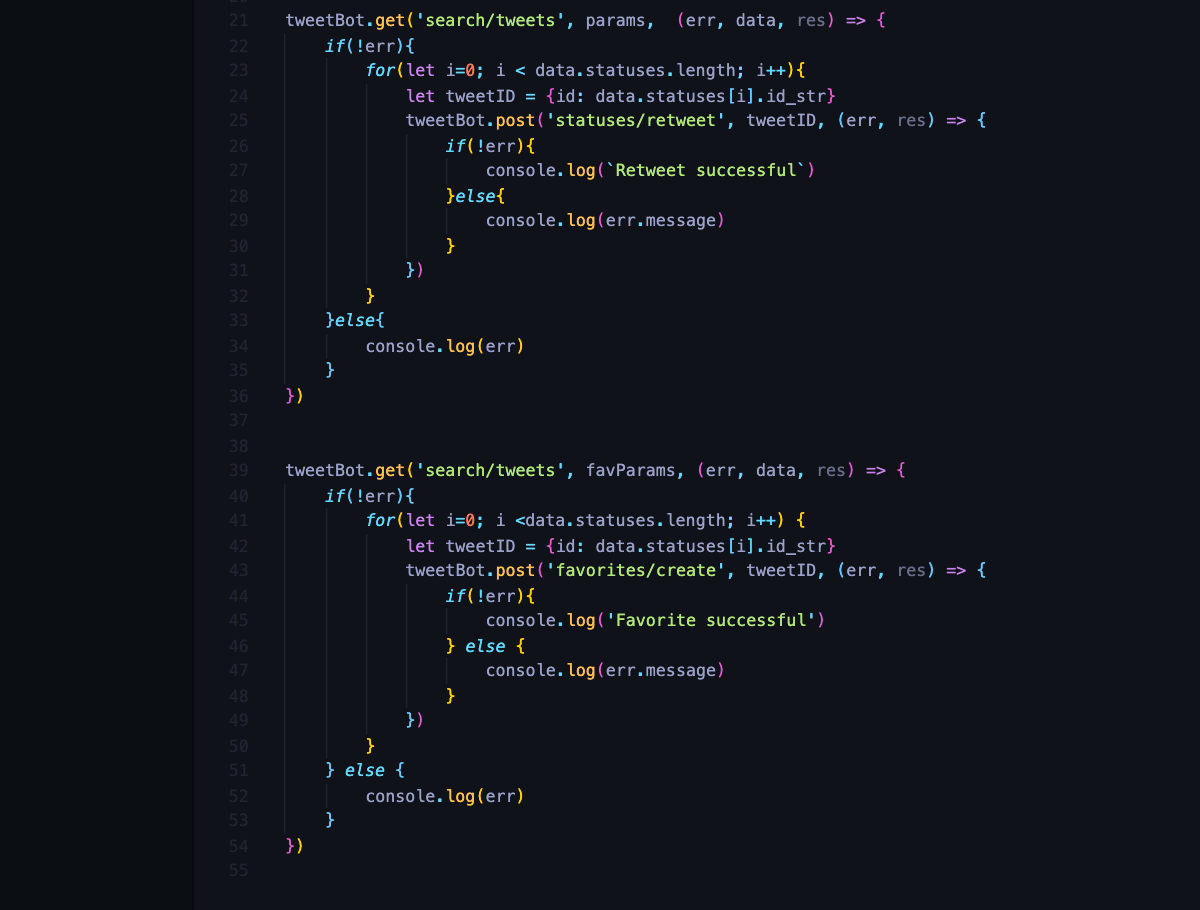 21 tweetBot.get('search/tweets', params,  (err, data, res) => {
22     if(!err){
23         for(let i=0; i < data.statuses.length; i++){
24             let tweetID = {id: data.statuses[i].id_str}
25             tweetBot.post('statuses/retweet', tweetID, (err, res) => {
26                 if(!err){
27                     console.log(`Retweet successful`)
28                 }else{
29                     console.log(err.message)
30                 }
31             })
32         }
33     }else{
34         console.log(err)
35     }
36 })
37
38
39 tweetBot.get('search/tweets', favParams, (err, data, res) => {
40     if(!err){
41         for(let i=0; i <data.statuses.length; i++) {
42             let tweetID = {id: data.statuses[i].id_str}
43             tweetBot.post('favorites/create', tweetID, (err, res) => {
44                 if(!err){
45                     console.log('Favorite successful')
46                 } else {
47                     console.log(err.message)
48                 }
49             })
50         }
51     } else {
52         console.log(err)
53     }
54 })
55